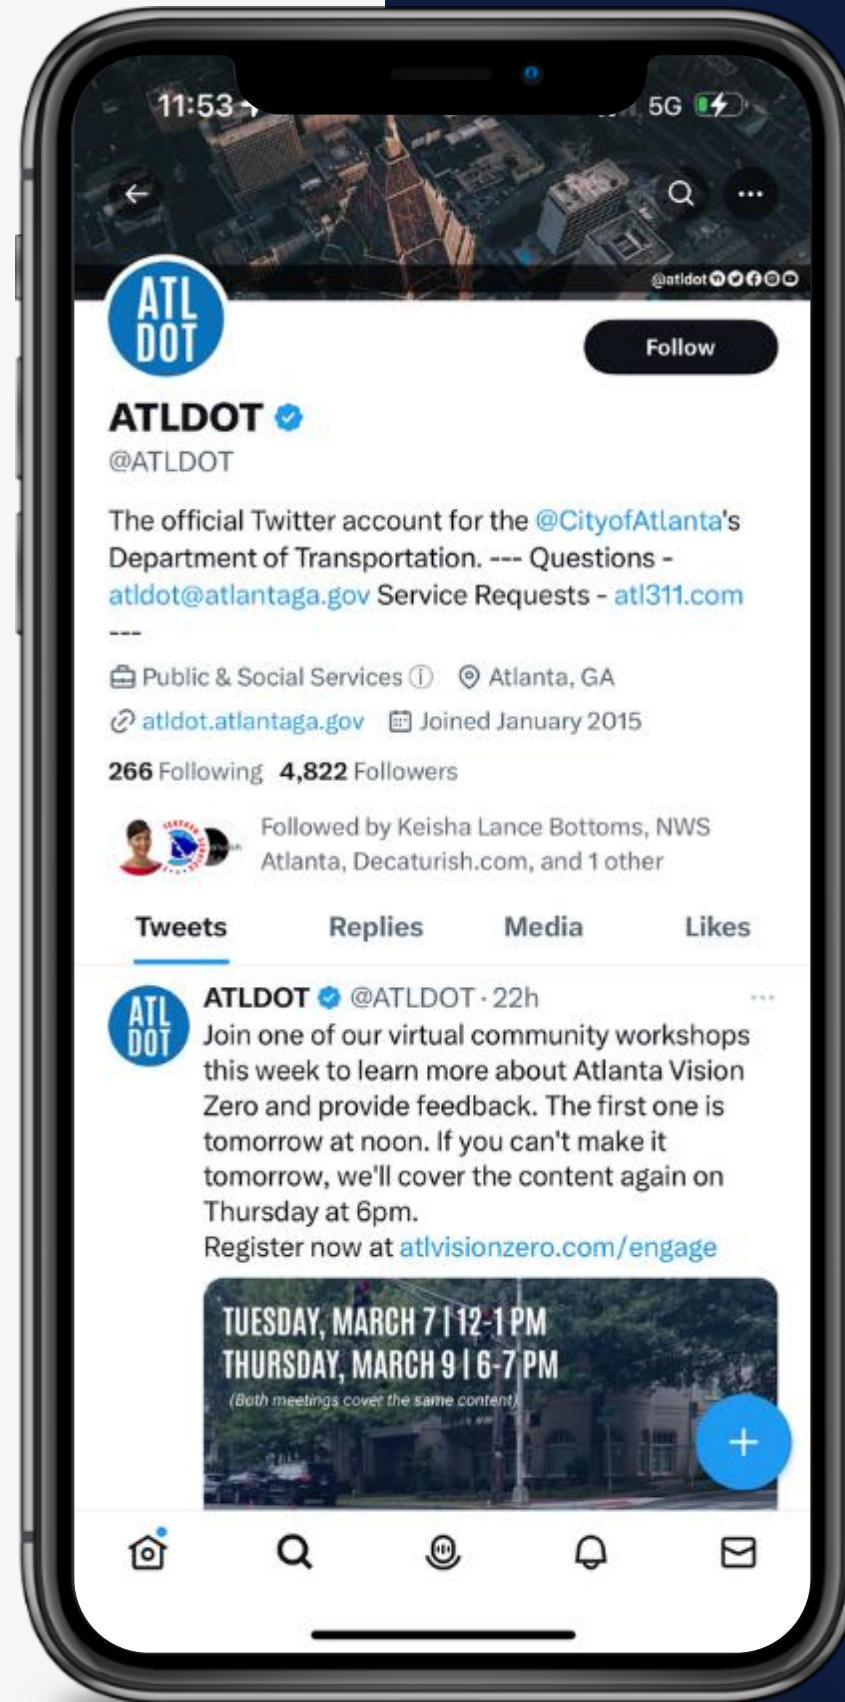 11:53
5G
@atldot
ATL
DOT
Follow
ATLDOT
@ATLDOT
The official Twitter account for the @CityofAtlanta's
Department of Transportation. --- Questions -
atldot@atlantaga.gov Service Requests - atl311.com
---
Public & Social Services Atlanta, GA
atldot.atlantaga.gov Joined January 2015
266 Following 4,822 Followers
Followed by Keisha Lance Bottoms, NWS
Atlanta, Decaturish.com, and 1 other
Tweets Replies Media Likes
ATL
DOT
ATLDOT @ATLDOT · 22h
Join one of our virtual community workshops
this week to learn more about Atlanta Vision
Zero and provide feedback. The first one is
tomorrow at noon. If you can't make it
tomorrow, we'll cover the content again on
Thursday at 6pm.
Register now at atlvisionzero.com/engage
TUESDAY, MARCH 7 | 12-1 PM
THURSDAY, MARCH 9 | 6-7 PM
(Both meetings cover the same content)